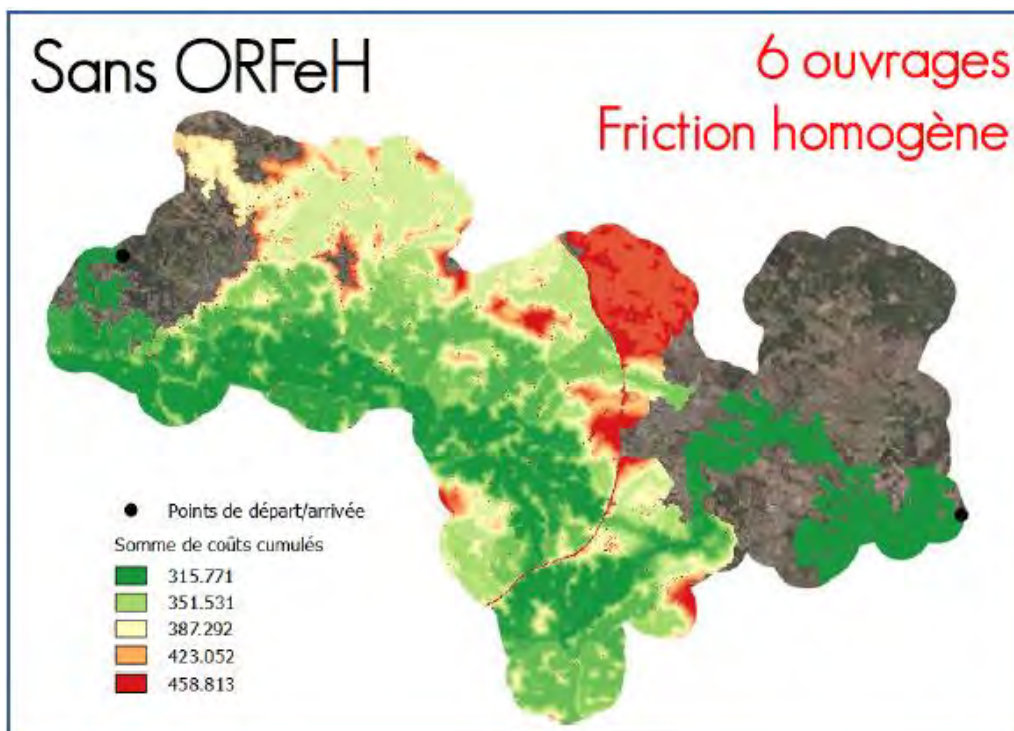 Sans ORFeH
6 ouvrages
Friction homogène
Points de départ/arrivée
Somme de coûts cumulés
315.771
351.531
387.292
423.052
458.813